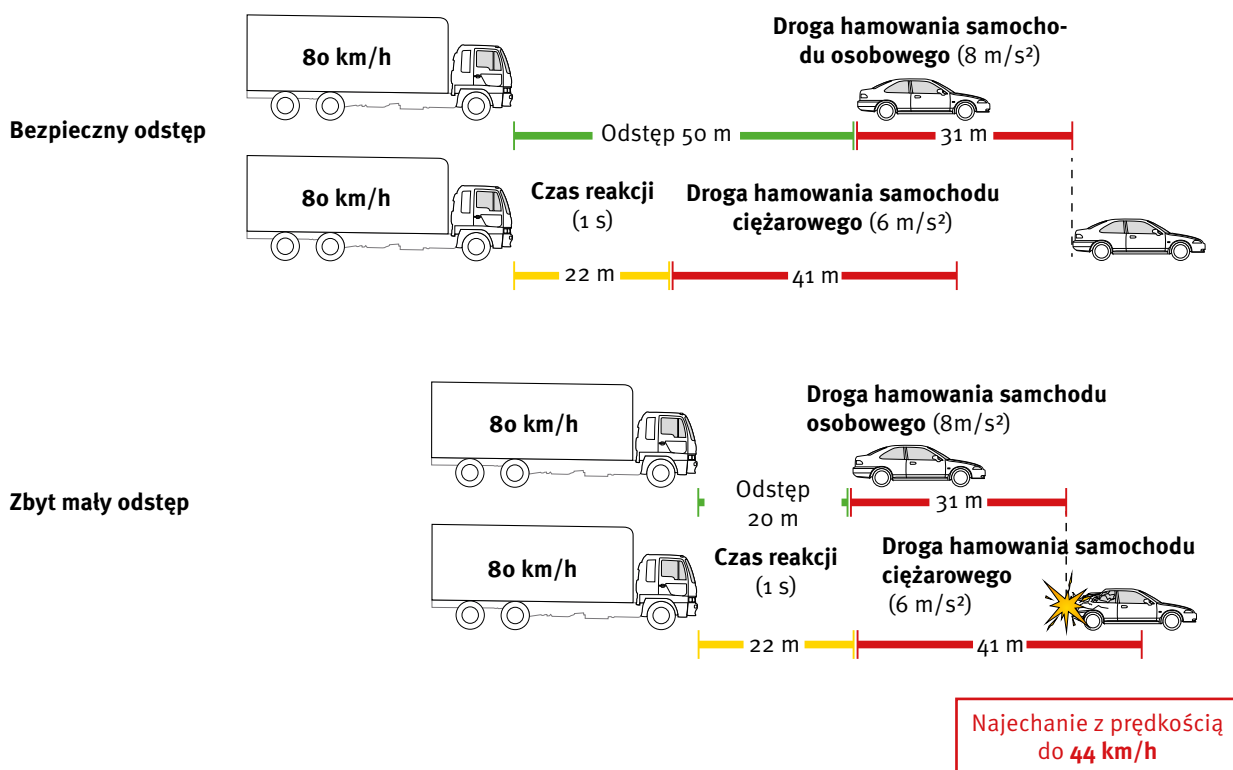 80 km/h
Droga hamowania samocho-
du osobowego (8 m/s²)
Bezpieczny odstęp
Odstęp 50 m
31 m
80 km/h
Czas reakcji
(1 s)
Droga hamowania samochodu
ciężarowego (6 m/s²)
22 m
41 m
80 km/h
Droga hamowania samchodu
osobowego (8m/s²)
Zbyt mały odstęp
Odstęp
20 m
31 m
80 km/h
Czas reakcji
(1 s)
Droga hamowania samochodu
ciężarowego
(6 m/s²)
22 m
41 m
Najechanie z prędkością
do 44 km/h